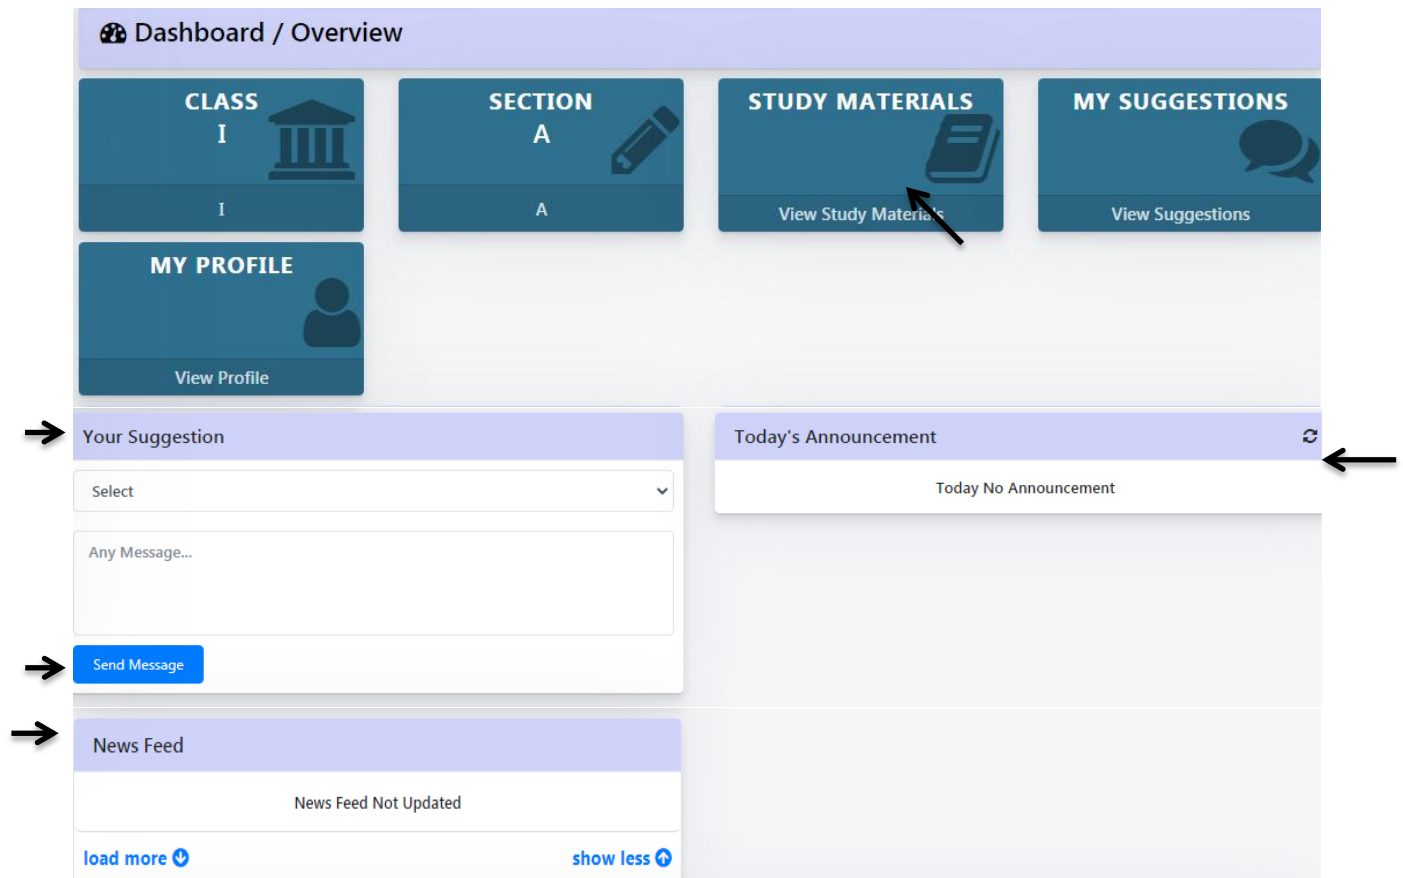 Dashboard / Overview
CLASS
I
I
SECTION
A
A
STUDY MATERIALS
View Study Materials
MY SUGGESTIONS
View Suggestions
MY PROFILE
View Profile
Your Suggestion
Select
Any Message...
Send Message
Today's Announcement
Today No Announcement
News Feed
News Feed Not Updated
load more
show less